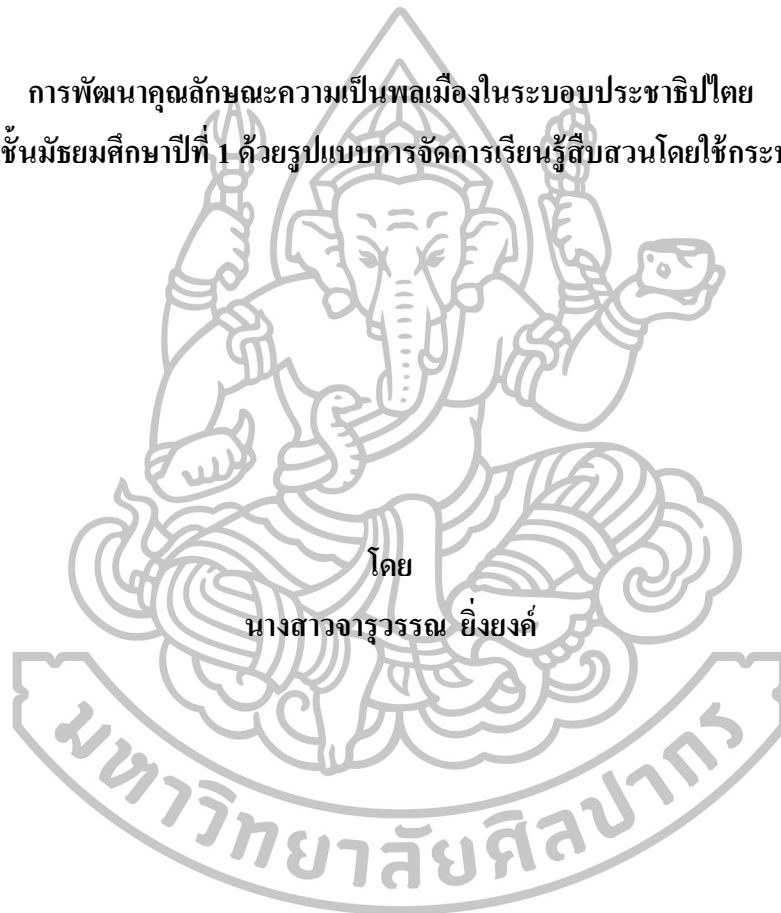 การพัฒนาคุณลักษณะความเป็นพลเมืองในระบอบประชาธิปไตย
ชั้นมัธยมศึกษาปีที่ 1 ด้วยรูปแบบการจัดการเรียนรู้สืบสวนโดยใช้กระบ
โดย
นางสาวจารุวรรณ ยิ่งยงค์
มหาวิทยาลัยศิลปากร